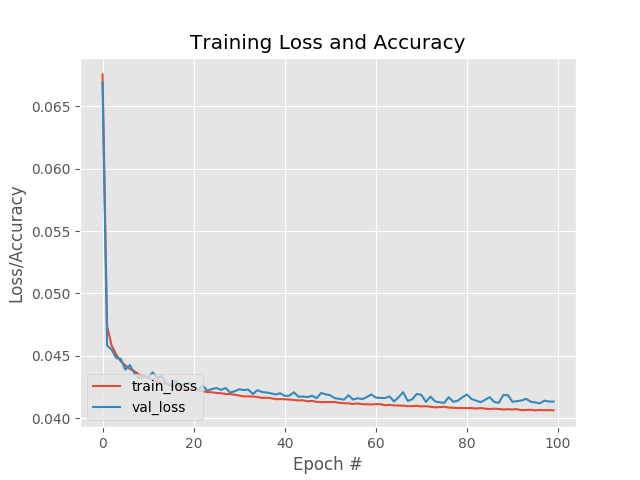 Training Loss and Accuracy
Loss/Accuracy
0.065
0.060
0.055
0.050
0.045
0.040
train_loss
val_loss
0 20 40 60 80 100
Epoch #